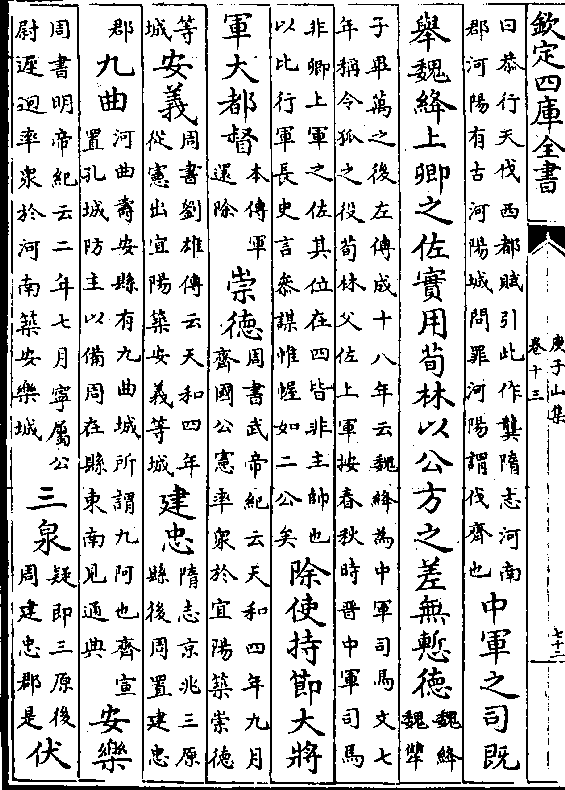 欽定四庫全書
庾子山集
卷十三
七十二
曰恭行天伐西都賦引此作龔隋志河南
郡河陽有古河陽城問罪河陽謂伐齊也
中軍之司既
舉魏絳上卿之佐實用荀林以公方之差無慙德
魏絳
魏犨
子畢萬之後左傳成十八年云魏絳為中軍司馬文七
年稱令狐之役荀林父佐上軍按春秋時晉中軍司馬
非卿上軍之佐其位在四皆非主帥也
以比行軍長史言參謀惟幄如二公矣
除使持節大將
軍大都督
本傳軍
還除
崇德
周書武帝紀云天和四年九月
齊國公憲率衆於宜陽築崇德
等
城
安義
周書劉雄傳云天和四年
從憲出宜陽築安義等城
建忠
隋志京兆三原
縣後周置建忠
郡
九曲
河曲壽安縣有九曲城所謂九阿也齊宣
置孔城防主以備周在縣東南見通典
安樂
周書明帝紀云二年七月寧屬公
尉遲迥率衆於河南築安樂城
三泉
疑即三原後
周建忠郡是
伏